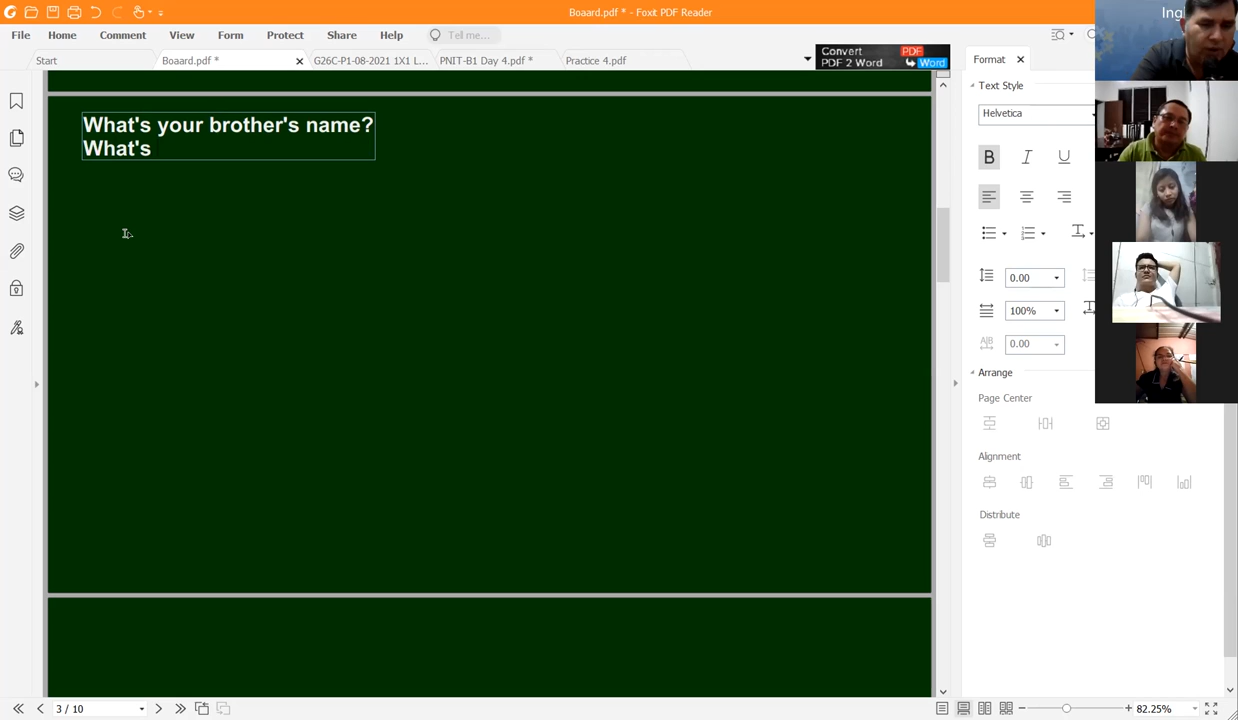 Boaard.pdf * - Foxit PDF Reader
Ing
File Home Comment View Form Protect Share Help Tell me...
Start Boaard.pdf * G26C-P1-08-2021 1X1 L... PNIT-B1 Day 4.pdf * Practice 4.pdf
Convert PDF
PDF 2 Word Word
Format
Text Style
Helvetica
B I U
0.00
100%
A|B 0.00
Arrange
Page Center
Alignment
Distribute
What's your brother's name?
What's
3 / 10
82.25%